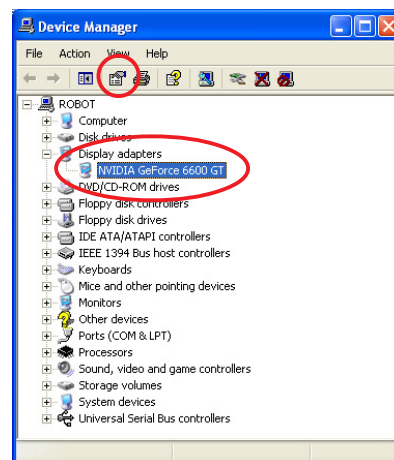 Device Manager
File Action View Help
ROBOT
Computer
Disk drives
Display adapters
NVIDIA GeForce 6600 GT
DVD/CD-ROM drives
Floppy disk controllers
Floppy disk drives
IDE ATA/ATAPI controllers
IEEE 1394 Bus host controllers
Keyboards
Mice and other pointing devices
Monitors
Other devices
Ports (COM & LPT)
Processors
Sound, video and game controllers
Storage volumes
System devices
Universal Serial Bus controllers